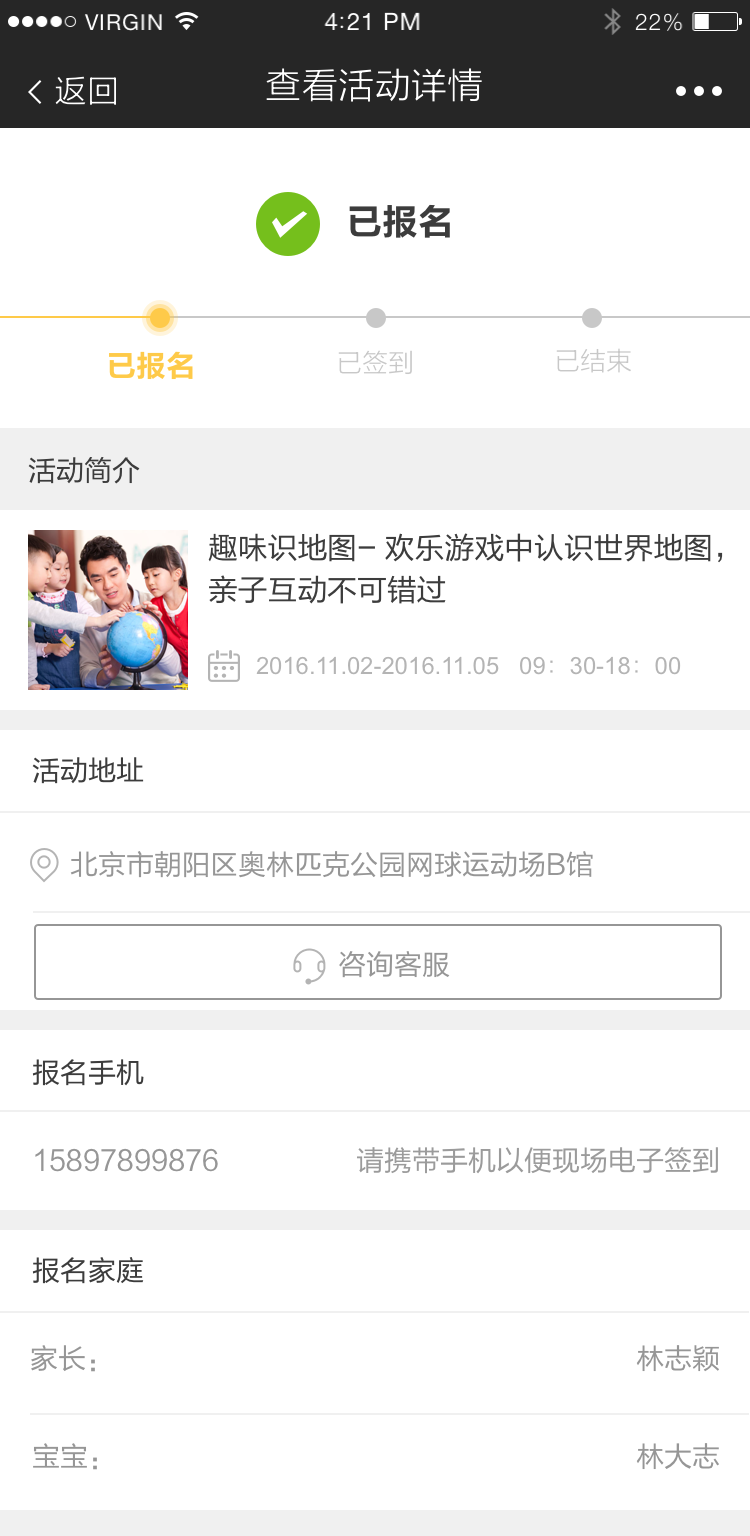 VIRGIN 4:21 PM 22%
返回 查看活动详情
已报名
已报名 已签到 已结束
活动简介
趣味识地图– 欢乐游戏中认识世界地图，
亲子互动不可错过
2016.11.02-2016.11.05 09：30-18：00
活动地址
北京市朝阳区奥林匹克公园网球运动场B馆
咨询客服
报名手机
15897899876 请携带手机以便现场电子签到
报名家庭
家长： 林志颖
宝宝： 林大志